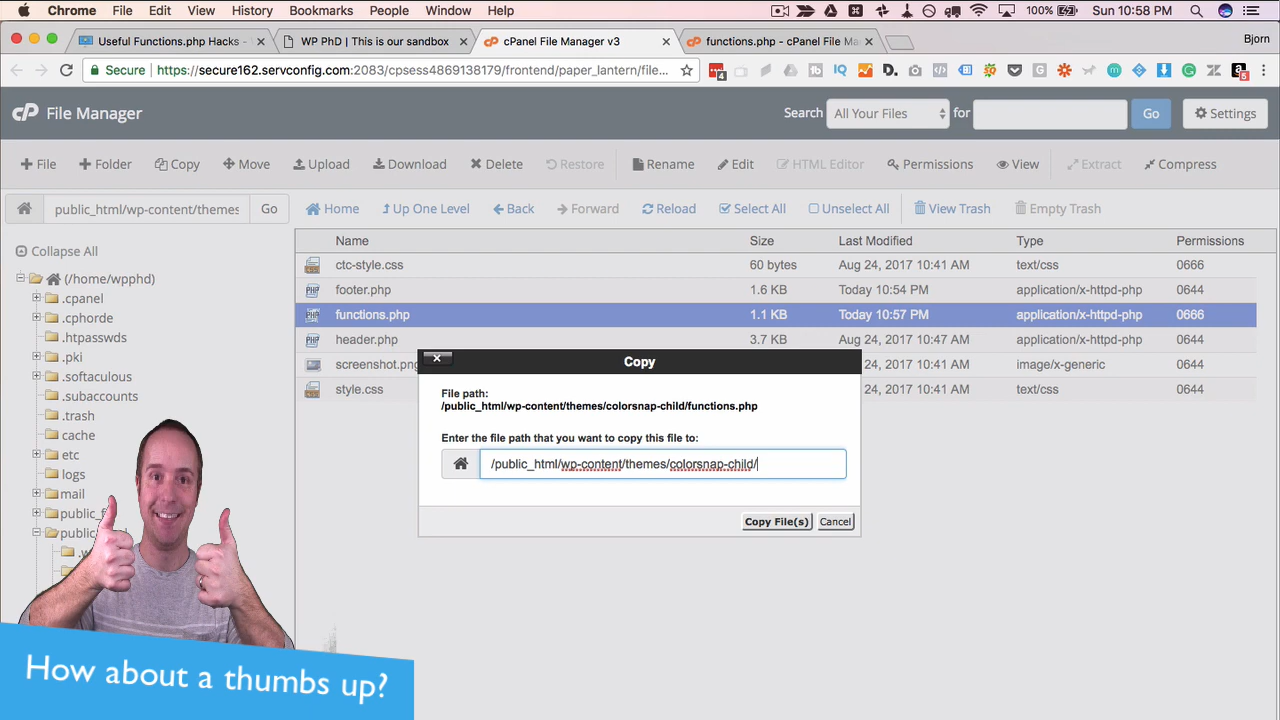 Chrome File Edit View History Bookmarks People Window Help 100% Sun 10:58 PM
Useful Functions.php Hacks - WP PhD | This is our sandbox cPanel File Manager v3 functions.php - cPanel File Ma Bjorn
Secure https://secure162.servconfig.com:2083/cpsess4869138179/frontend/paper_lantern/file...
cP File Manager Search All Your Files for Go Settings
File Folder Copy Move Upload Download Delete Restore Rename Edit HTML Editor Permissions View Extract Compress
public_html/wp-content/themes Go Home Up One Level Back Forward Reload Select All Unselect All View Trash Empty Trash
Collapse All
(/home/wpphd)
.cpanel
.cphorde
.htpasswds
.pki
.softaculous
.subaccounts
.trash
cache
etc
logs
mail
public_f
public_
Name Size Last Modified Type Permissions
ctc-style.css 60 bytes Aug 24, 2017 10:41 AM text/css 0666
footer.php 1.6 KB Today 10:54 PM application/x-httpd-php 0644
functions.php 1.1 KB Today 10:57 PM application/x-httpd-php 0666
header.php 3.7 KB Aug 24, 2017 10:47 AM application/x-httpd-php 0644
screenshot.png Aug 24, 2017 10:41 AM image/x-generic 0644
style.css Aug 24, 2017 10:41 AM text/css 0644
Copy
File path:
/public_html/wp-content/themes/colorsnap-child/functions.php
Enter the file path that you want to copy this file to:
/public_html/wp-content/themes/colorsnap-child/
Copy File(s) Cancel
How about a thumbs up?